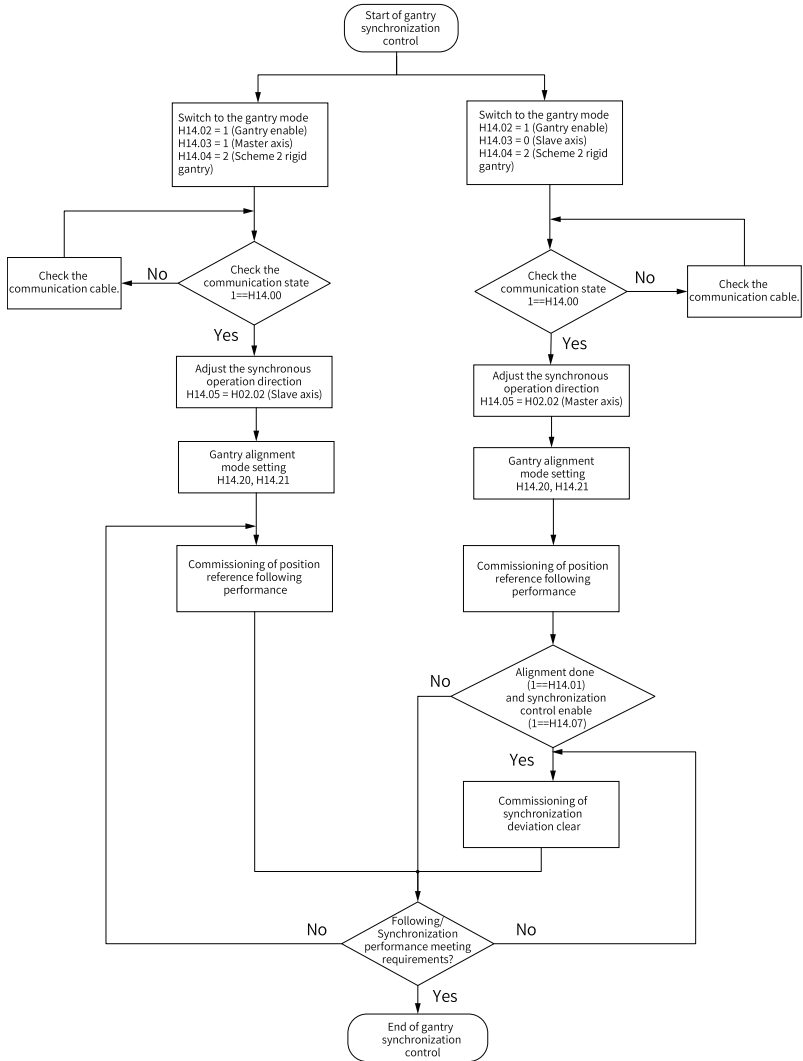 Start of gantry
synchronization
control
Switch to the gantry mode
H14.02 = 1 (Gantry enable)
H14.03 = 1 (Master axis)
H14.04 = 2 (Scheme 2 rigid
gantry)
Switch to the gantry mode
H14.02 = 1 (Gantry enable)
H14.03 = 0 (Slave axis)
H14.04 = 2 (Scheme 2 rigid
gantry)
Check the
communication cable.
No
Check the
communication state
1==H14.00
Yes
Check the
communication state
1==H14.00
No
Check the
communication cable.
Yes
Adjust the synchronous
operation direction
H14.05 = H02.02 (Slave axis)
Adjust the synchronous
operation direction
H14.05 = H02.02 (Master axis)
Gantry alignment
mode setting
H14.20, H14.21
Gantry alignment
mode setting
H14.20, H14.21
Commissioning of position
reference following
performance
Commissioning of position
reference following
performance
No
Alignment done
(1==H14.01)
and synchronization
control enable
(1==H14.07)
Yes
Commissioning of
synchronization
deviation clear
No
Following/
Synchronization
performance meeting
requirements?
No
Yes
End of gantry
synchronization
control